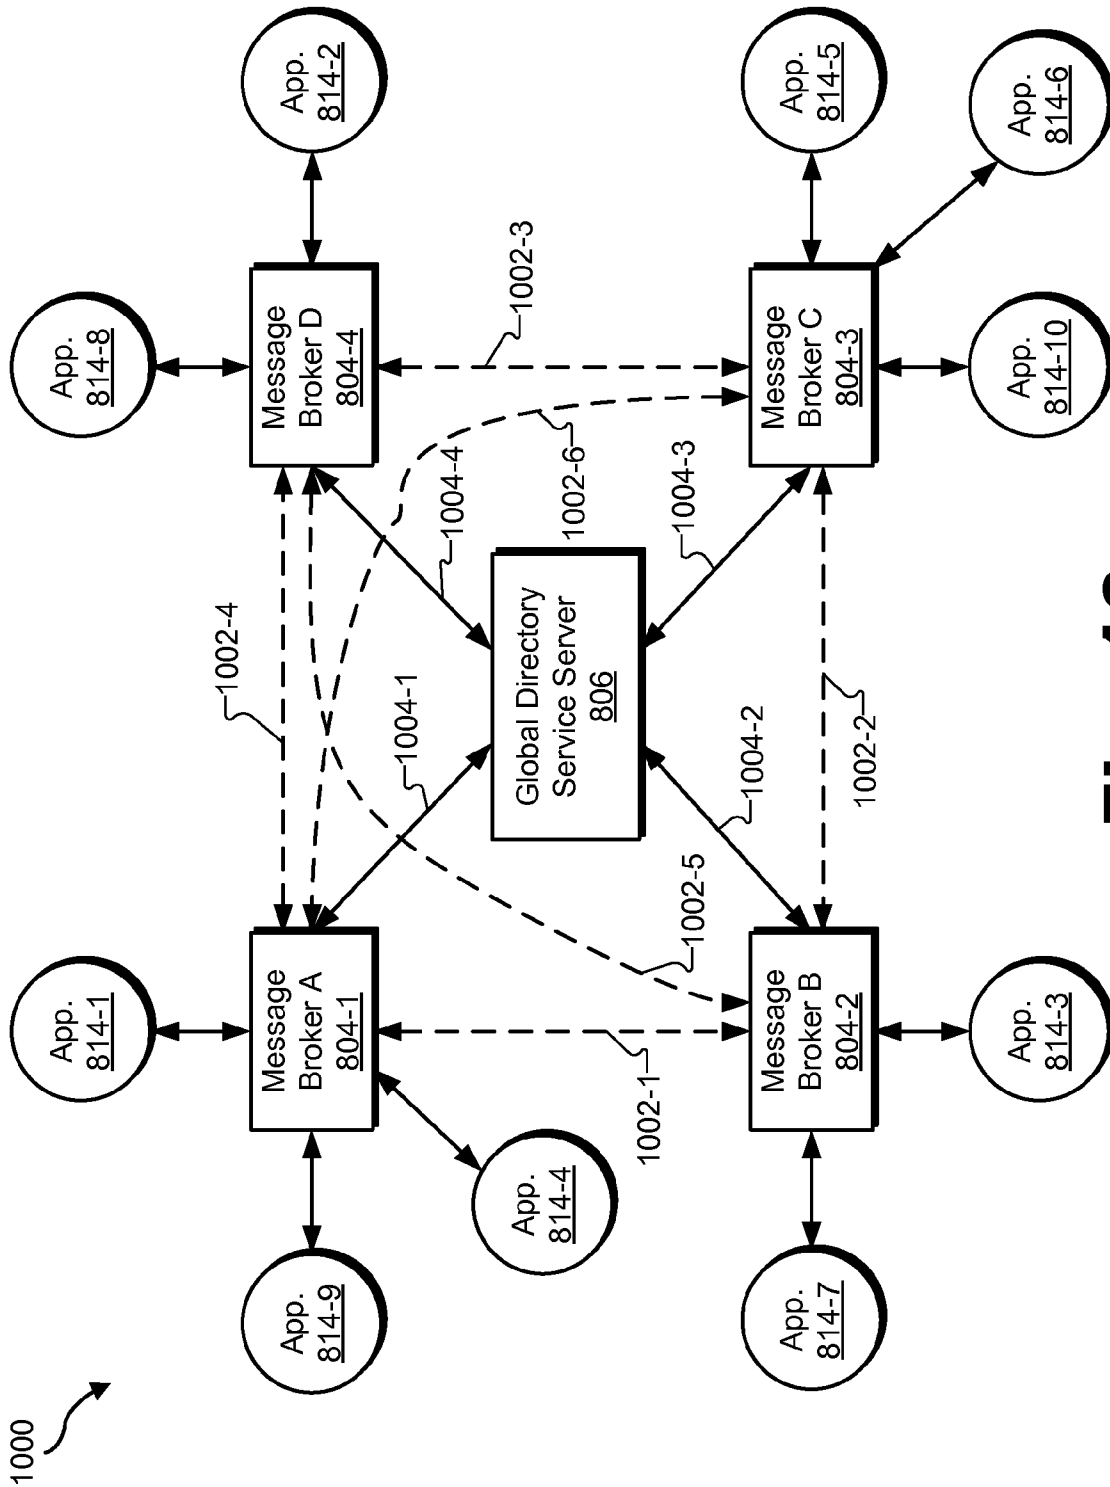 1000
App.
814-1
App.
814-8
1002-4
App.
814-9
Message
Broker A
804-1
Message
Broker D
804-4
App.
814-2
1004-1
1004-4
1002-3
App.
814-4
Global Directory
Service Server
806
1002-6
1002-1
1004-3
1002-5
1004-2
App.
814-7
Message
Broker B
804-2
Message
Broker C
804-3
App.
814-5
1002-2
App.
814-3
App.
814-10
App.
814-6